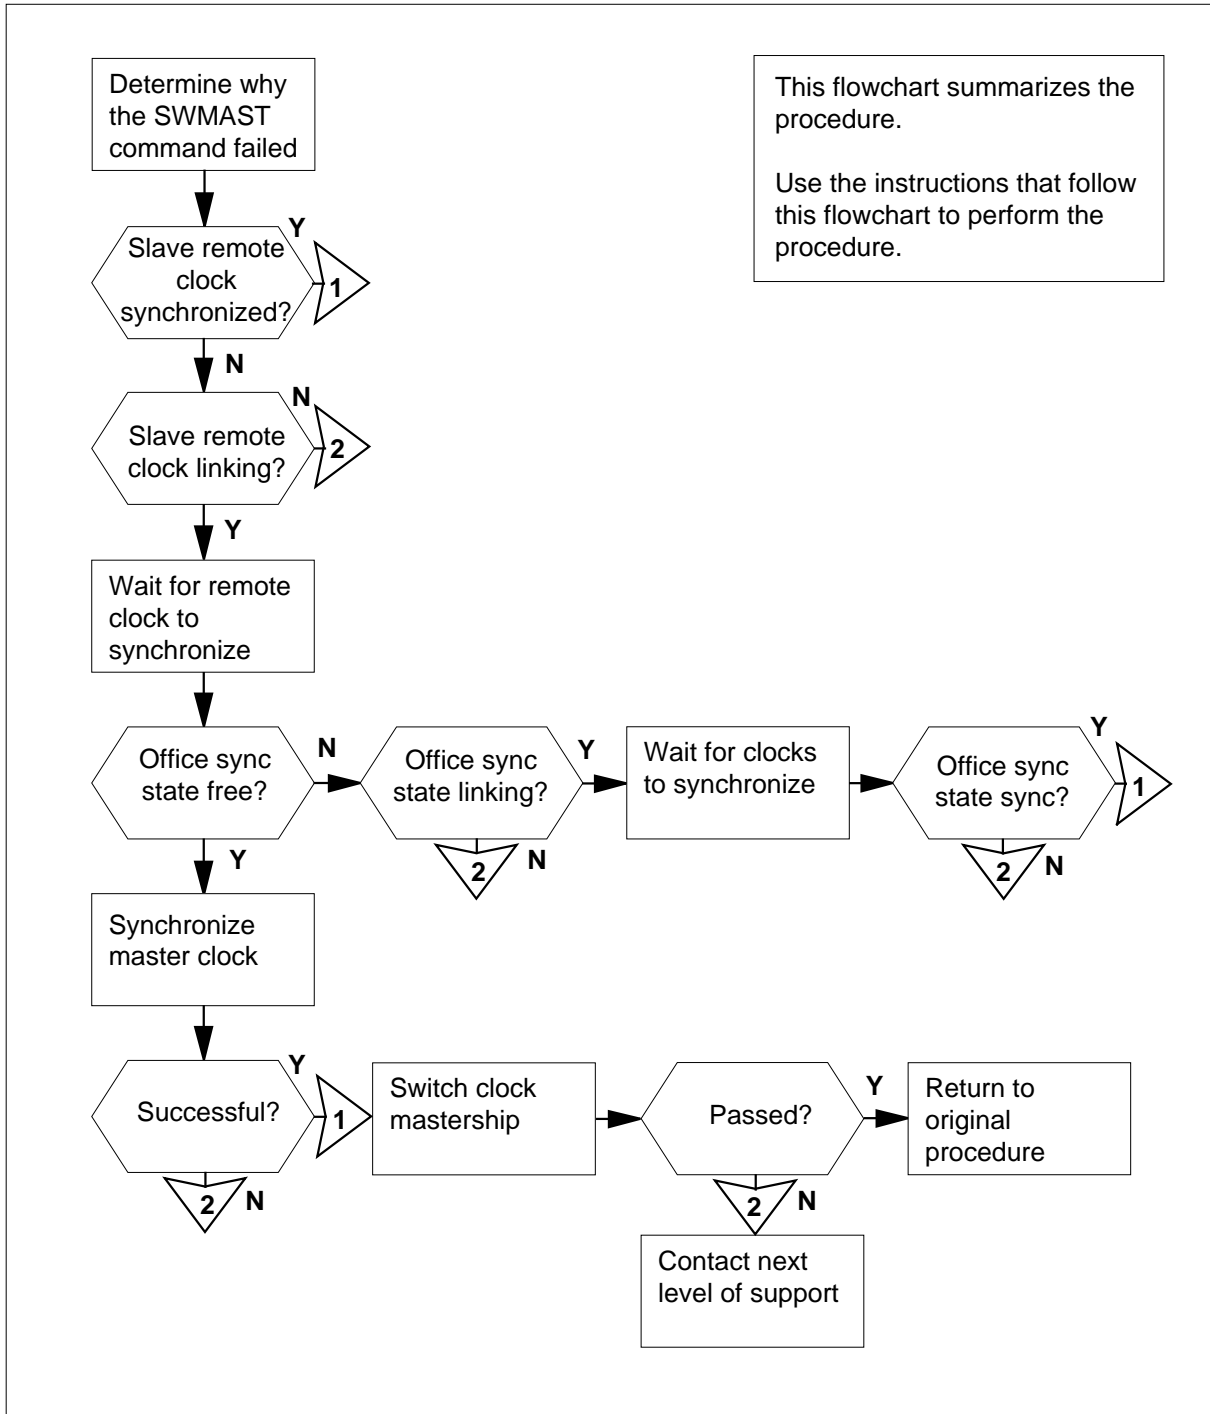 Determine why
the SWMAST
command failed
This flowchart summarizes the
procedure.
Use the instructions that follow
this flowchart to perform the
procedure.
Y
Slave remote
clock
synchronized?
1
N
N
Slave remote
clock linking?
2
Y
Wait for remote
clock to
synchronize
Office sync
state free?
N
Office sync
state linking?
Y
Wait for clocks
to synchronize
Office sync
state sync?
Y
1
2
N
2
N
Y
Synchronize
master clock
Successful?
Y
1
2
N
Switch clock
mastership
Passed?
Y
Return to
original
procedure
2
N
Contact next
level of support